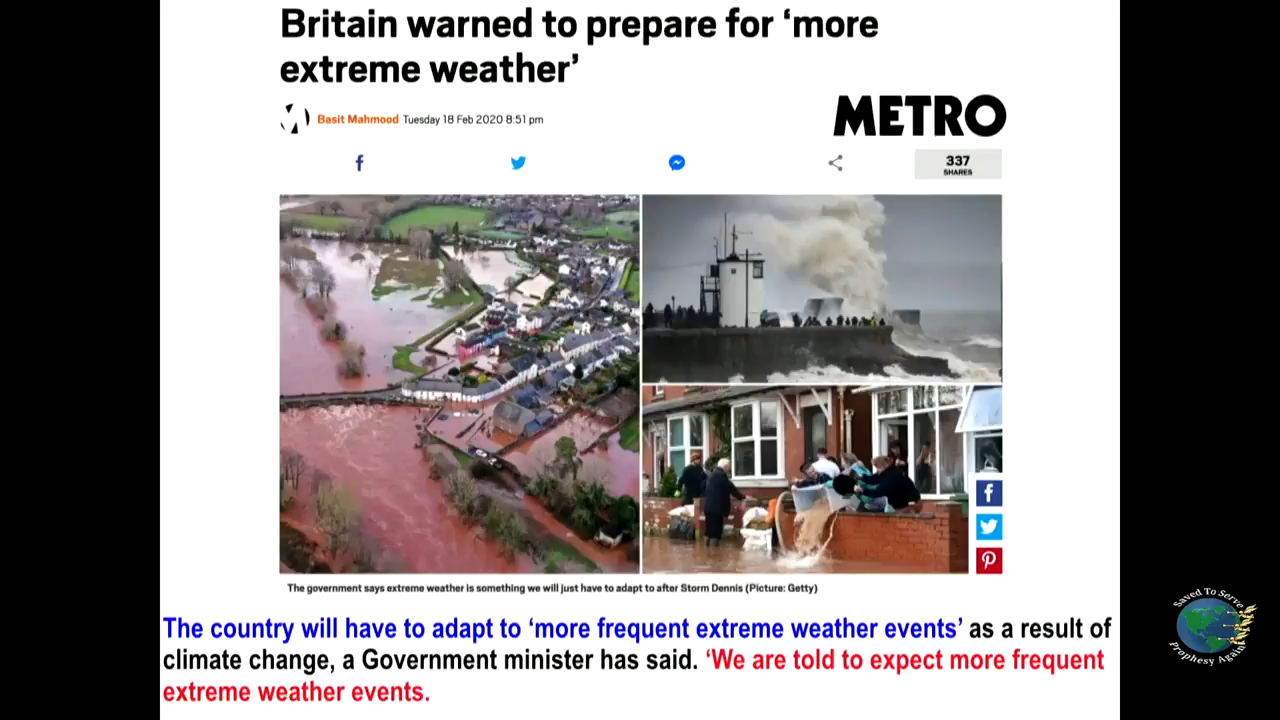 Britain warned to prepare for ‘more
extreme weather’
Basit Mahmood Tuesday 18 Feb 2020 8:51 pm
METRO
337
SHARES
The government says extreme weather is something we will just have to adapt to after Storm Dennis (Picture: Getty)
The country will have to adapt to ‘more frequent extreme weather events’ as a result of
climate change, a Government minister has said. ‘We are told to expect more frequent
extreme weather events.
Saved To Serve
Prophesy Again